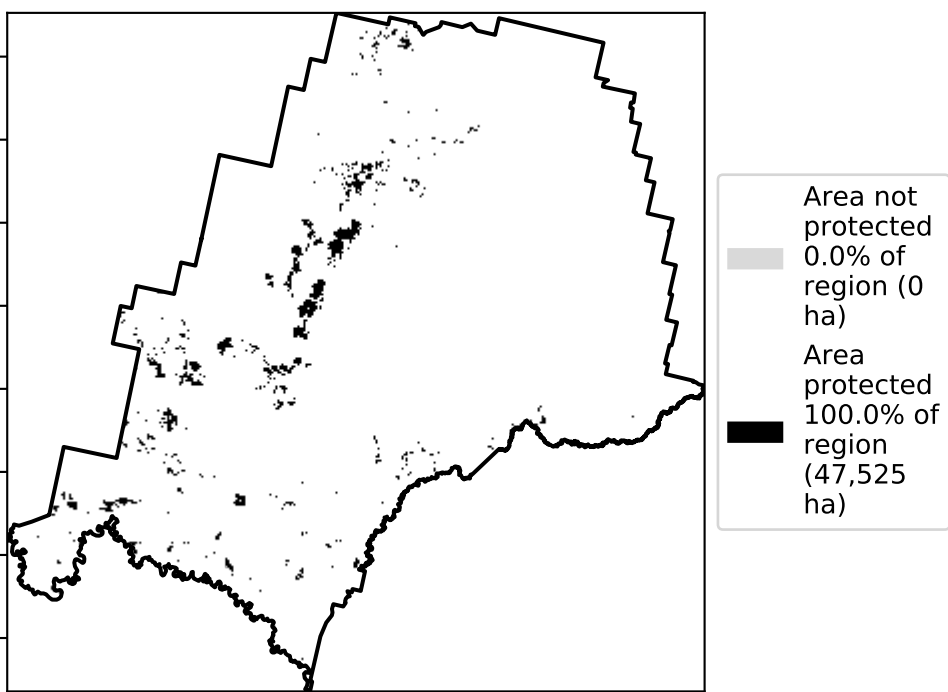 Area not
protected
0.0% of
region (0
ha)
Area
protected
100.0% of
region
(47,525
ha)